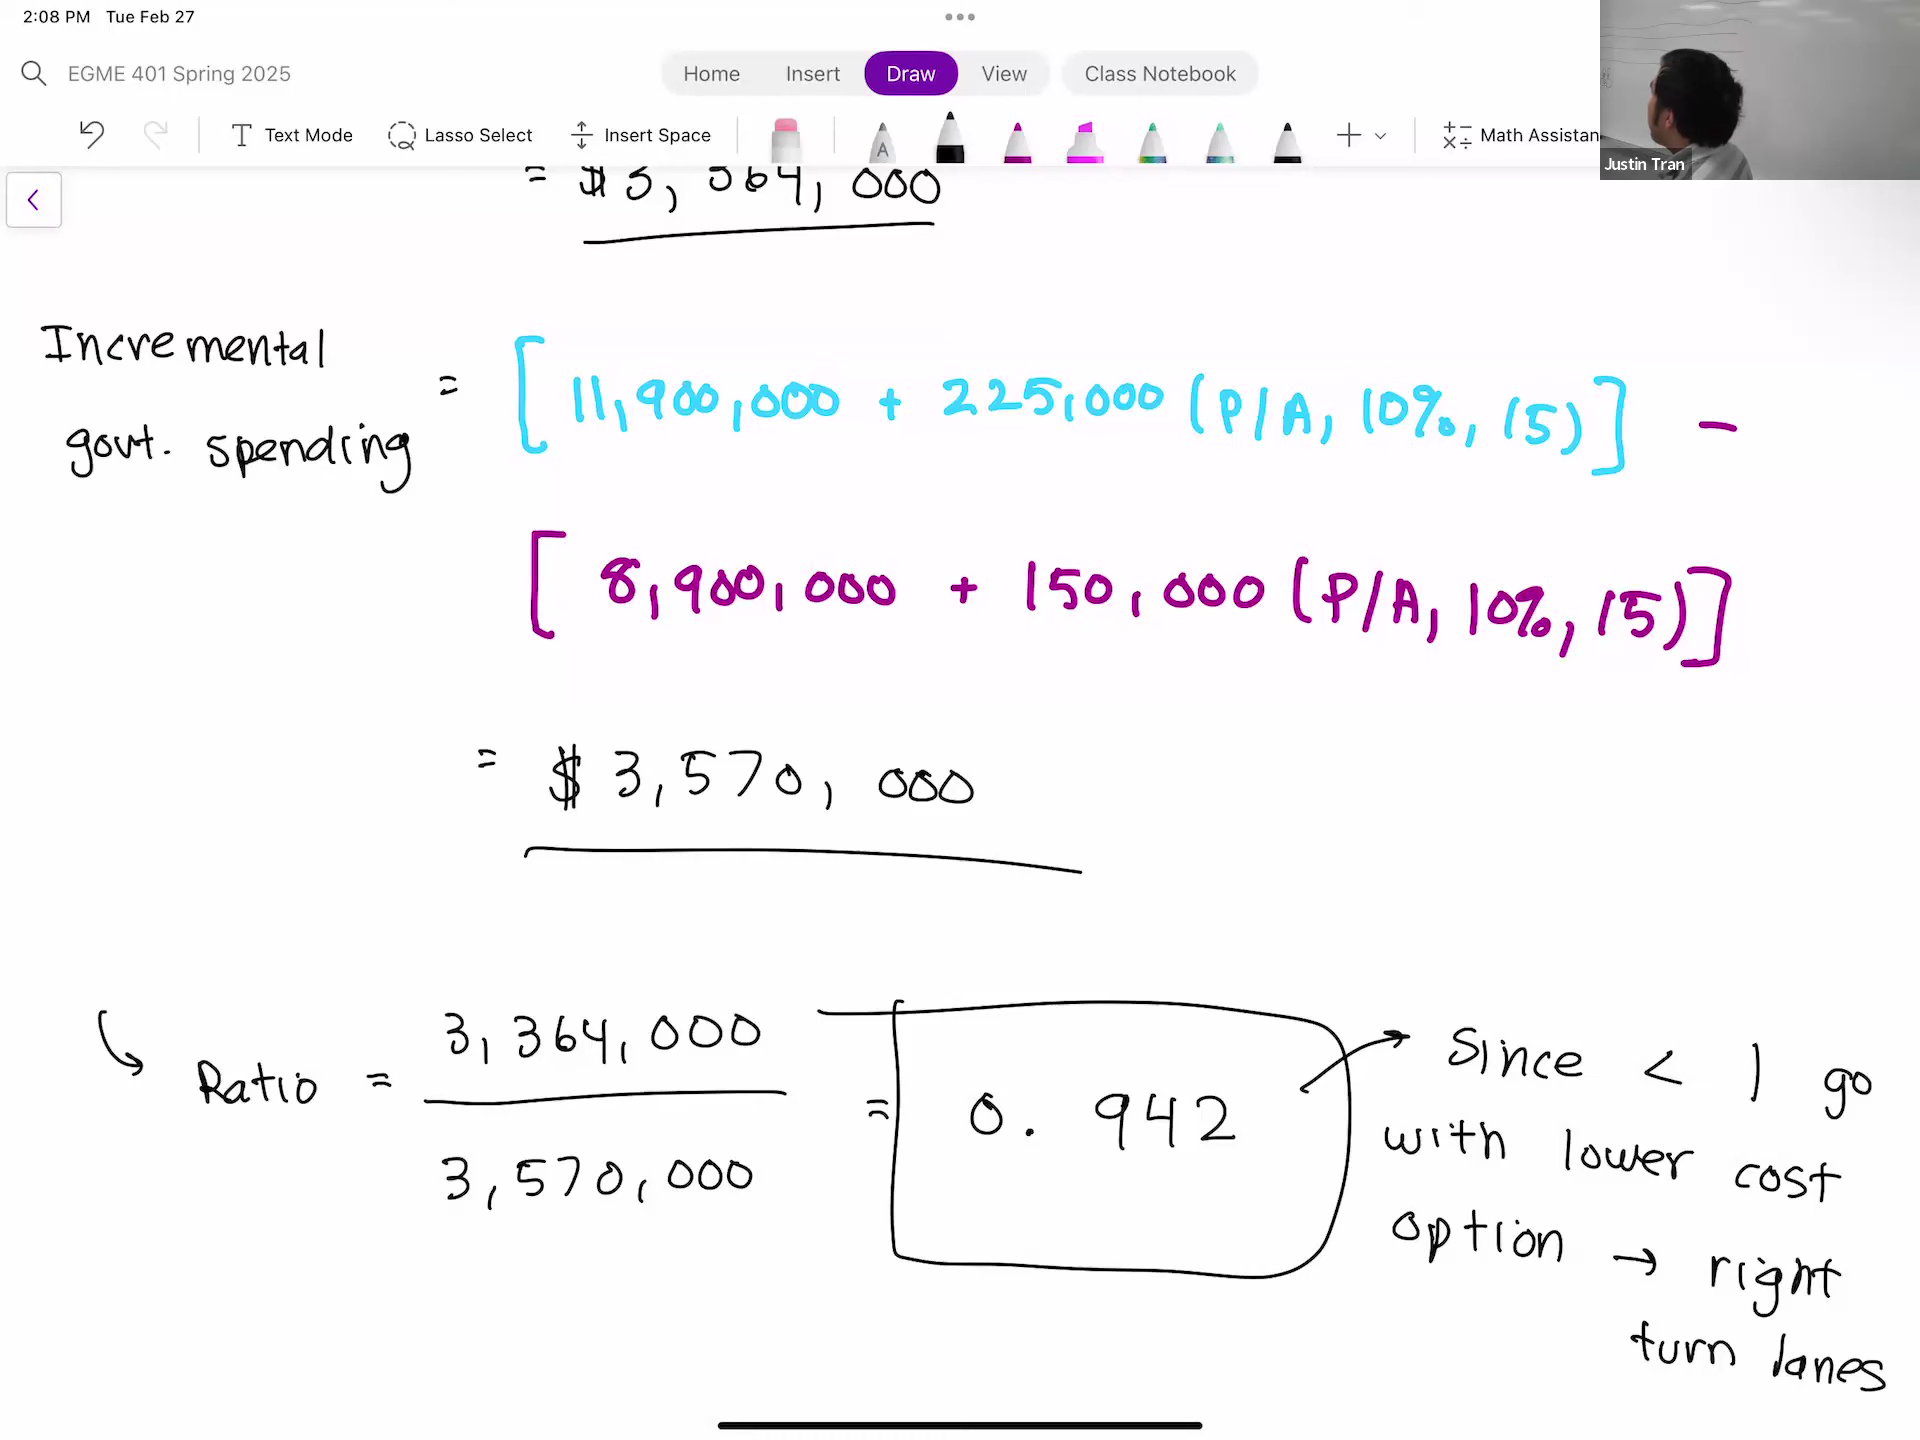 2:08 PM Tue Feb 27
EGME 401 Spring 2025
Home Insert Draw View Class Notebook
Text Mode Lasso Select Insert Space A Math Assistan
Justin Tran
= $3, 364, 000
Incremental
govt. spending = [11,900,000 + 225,000 (P/A, 10%, 15)] -
[8,900,000 + 150,000 (P/A, 10%, 15)]
= $3,570,000
Ratio = 3,364,000
3,570,000
= 0.942
Since < 1 go
with lower cost
option → right
turn lanes